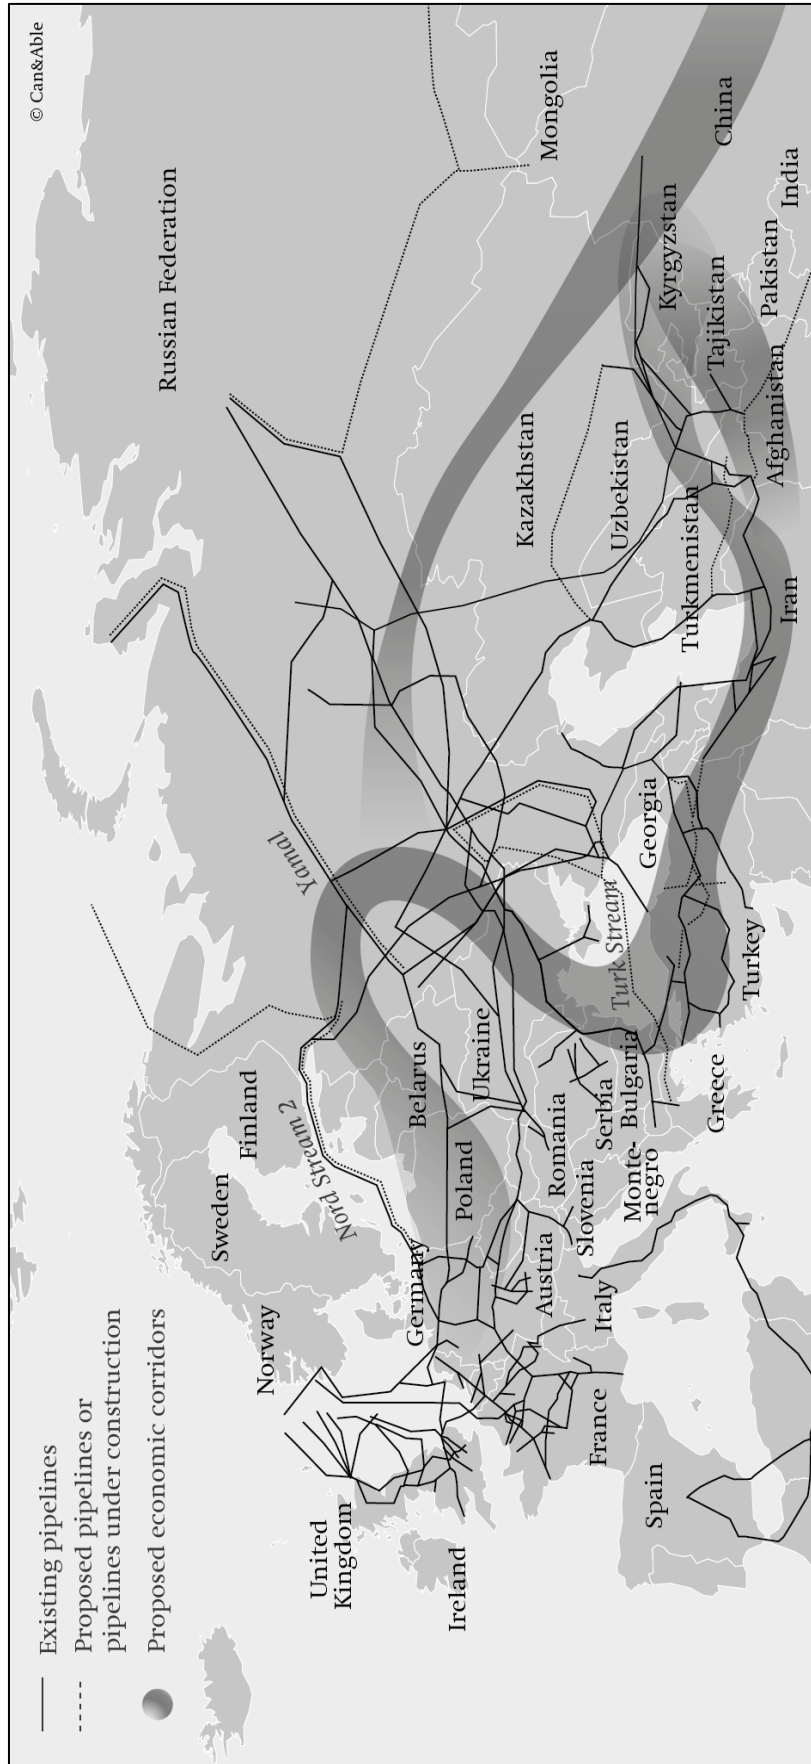 © Can&Able
Existing pipelines
Proposed pipelines or
pipelines under construction
Proposed economic corridors
Norway
Sweden
Finland
Russian Federation
Yamal
Nord Stream 2
United
Kingdom
Ireland
Germany
Poland
Belarus
Ukraine
Kazakhstan
Mongolia
Austria
Slovenia
Romania
Serbia
Bulgaria
Monte-
negro
Italy
France
Spain
Turk Stream
Georgia
Uzbekistan
Turkmenistan
Kyrgyzstan
Tajikistan
China
Greece
Turkey
Iran
Afghanistan
Pakistan
India